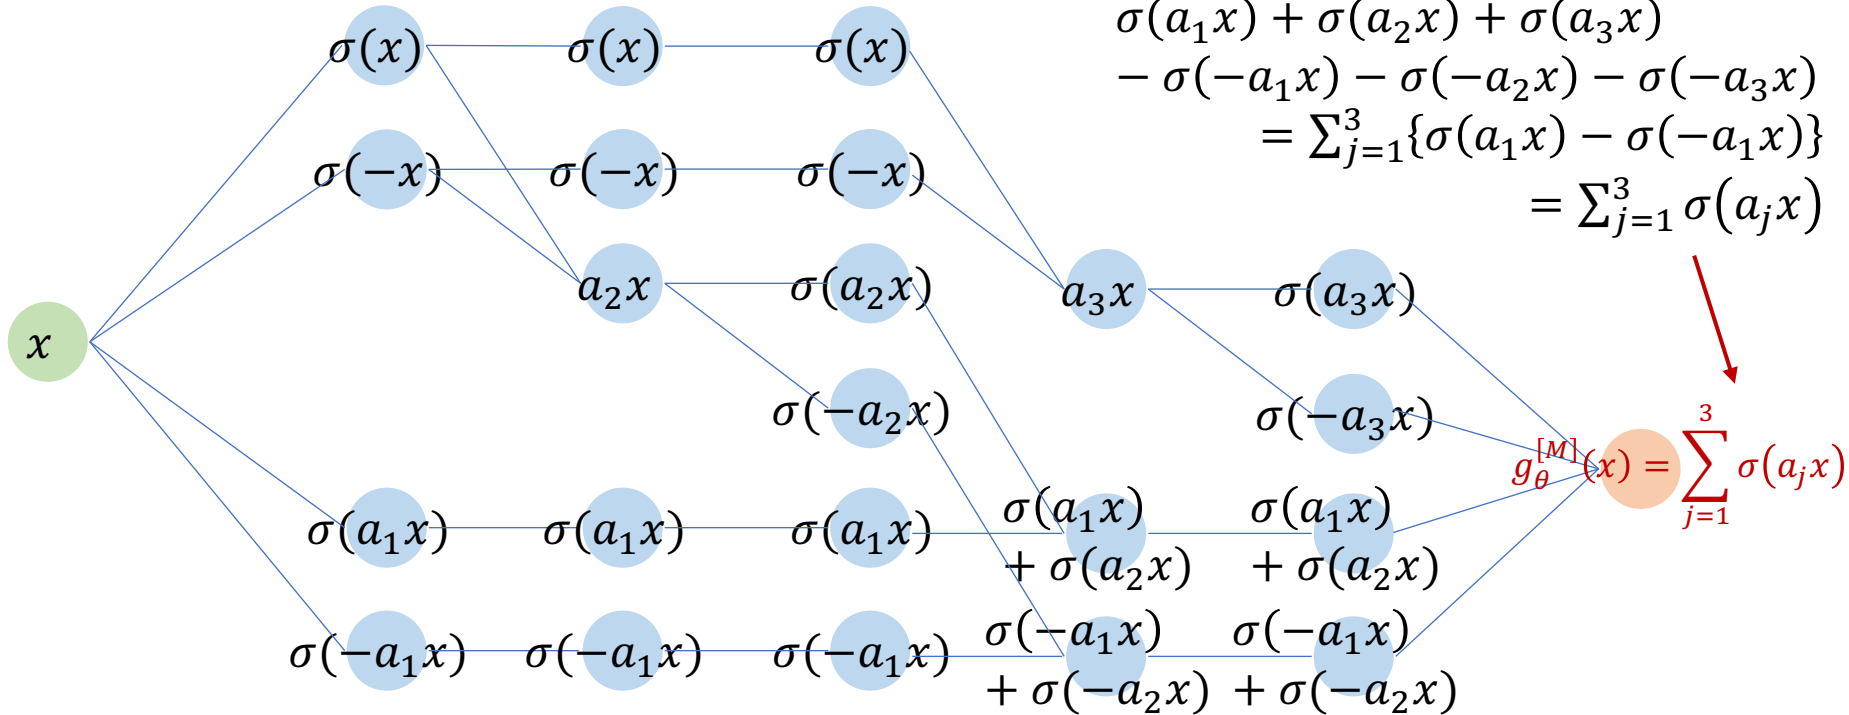 σ(a₁x) + σ(a₂x) + σ(a₃x)
− σ(−a₁x) − σ(−a₂x) − σ(−a₃x)
= ∑³ⱼ₌₁{σ(a₁x) − σ(−a₁x)}
= ∑³ⱼ₌₁ σ(aⱼx)
σ(x) σ(x) σ(x)
σ(−x) σ(−x) σ(−x)
a₂x σ(a₂x) a₃x σ(a₃x)
x
σ(−a₂x) σ(−a₃x)
g_θ^[M](x) = ∑³ⱼ₌₁ σ(aⱼx)
σ(a₁x) σ(a₁x) σ(a₁x)
σ(a₁x) + σ(a₂x)
σ(a₁x) + σ(a₂x)
σ(−a₁x) σ(−a₁x) σ(−a₁x)
σ(−a₁x) + σ(−a₂x)
σ(−a₁x) + σ(−a₂x)